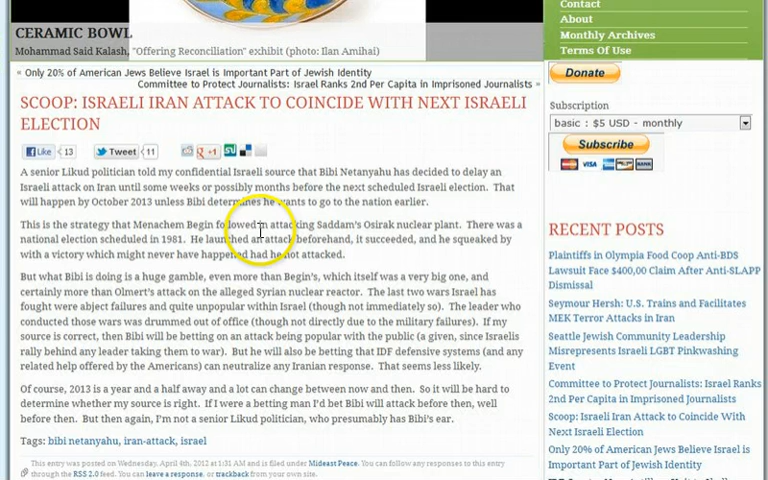 CERAMIC BOWL
Mohammad Said Kalash, "Offering Reconciliation" exhibit (photo: Ilan Amihai)
« Only 20% of American Jews Believe Israel is Important Part of Jewish Identity
Committee to Protect Journalists: Israel Ranks 2nd Per Capita in Imprisoned Journalists »
SCOOP: ISRAELI IRAN ATTACK TO COINCIDE WITH NEXT ISRAELI
ELECTION
Like 13 Tweet 11 +1
A senior Likud politician told my confidential Israeli source that Bibi Netanyahu has decided to delay an
Israeli attack on Iran until some weeks or possibly months before the next scheduled Israeli election. That
will happen by October 2013 unless Bibi determines he wants to go to the nation earlier.
This is the strategy that Menachem Begin followed in attacking Saddam's Osirak nuclear plant. There was a
national election scheduled in 1981. He launched an attack beforehand, it succeeded, and he squeaked by
with a victory which might never have happened had he not attacked.
But what Bibi is doing is a huge gamble, even more than Begin's, which itself was a very big one, and
certainly more than Olmert's attack on the alleged Syrian nuclear reactor. The last two wars Israel has
fought were abject failures and quite unpopular within Israel (though not immediately so). The leader who
conducted those wars was drummed out of office (though not directly due to the military failures). If my
source is correct, then Bibi will be betting on an attack being popular with the public (a given, since Israelis
rally behind any leader taking them to war). But he will also be betting that IDF defensive systems (and any
related help offered by the Americans) can neutralize any Iranian response. That seems less likely.
Of course, 2013 is a year and a half away and a lot can change between now and then. So it will be hard to
determine whether my source is right. If I were a betting man I'd bet Bibi will attack before then, well
before then. But then again, I'm not a senior Likud politician, who presumably has Bibi's ear.
Tags: bibi netanyahu, iran-attack, israel
This entry was posted on Wednesday, April 4th, 2012 at 1:31 AM and is filed under Mideast Peace. You can follow any responses to this entry
through the RSS 2.0 feed. You can leave a response, or trackback from your own site.
Contact
About
Monthly Archives
Terms Of Use
Donate
Subscription
basic : $5 USD - monthly
Subscribe
VISA
RECENT POSTS
Plaintiffs in Olympia Food Coop Anti-BDS
Lawsuit Face $400,00 Claim After Anti-SLAPP
Dismissal
Seymour Hersh: U.S. Trains and Facilitates
MEK Terror Attacks in Iran
Seattle Jewish Community Leadership
Misrepresents Israeli LGBT Pinkwashing
Event
Committee to Protect Journalists: Israel Ranks
2nd Per Capita in Imprisoned Journalists
Scoop: Israeli Iran Attack to Coincide With
Next Israeli Election
Only 20% of American Jews Believe Israel is
Important Part of Jewish Identity